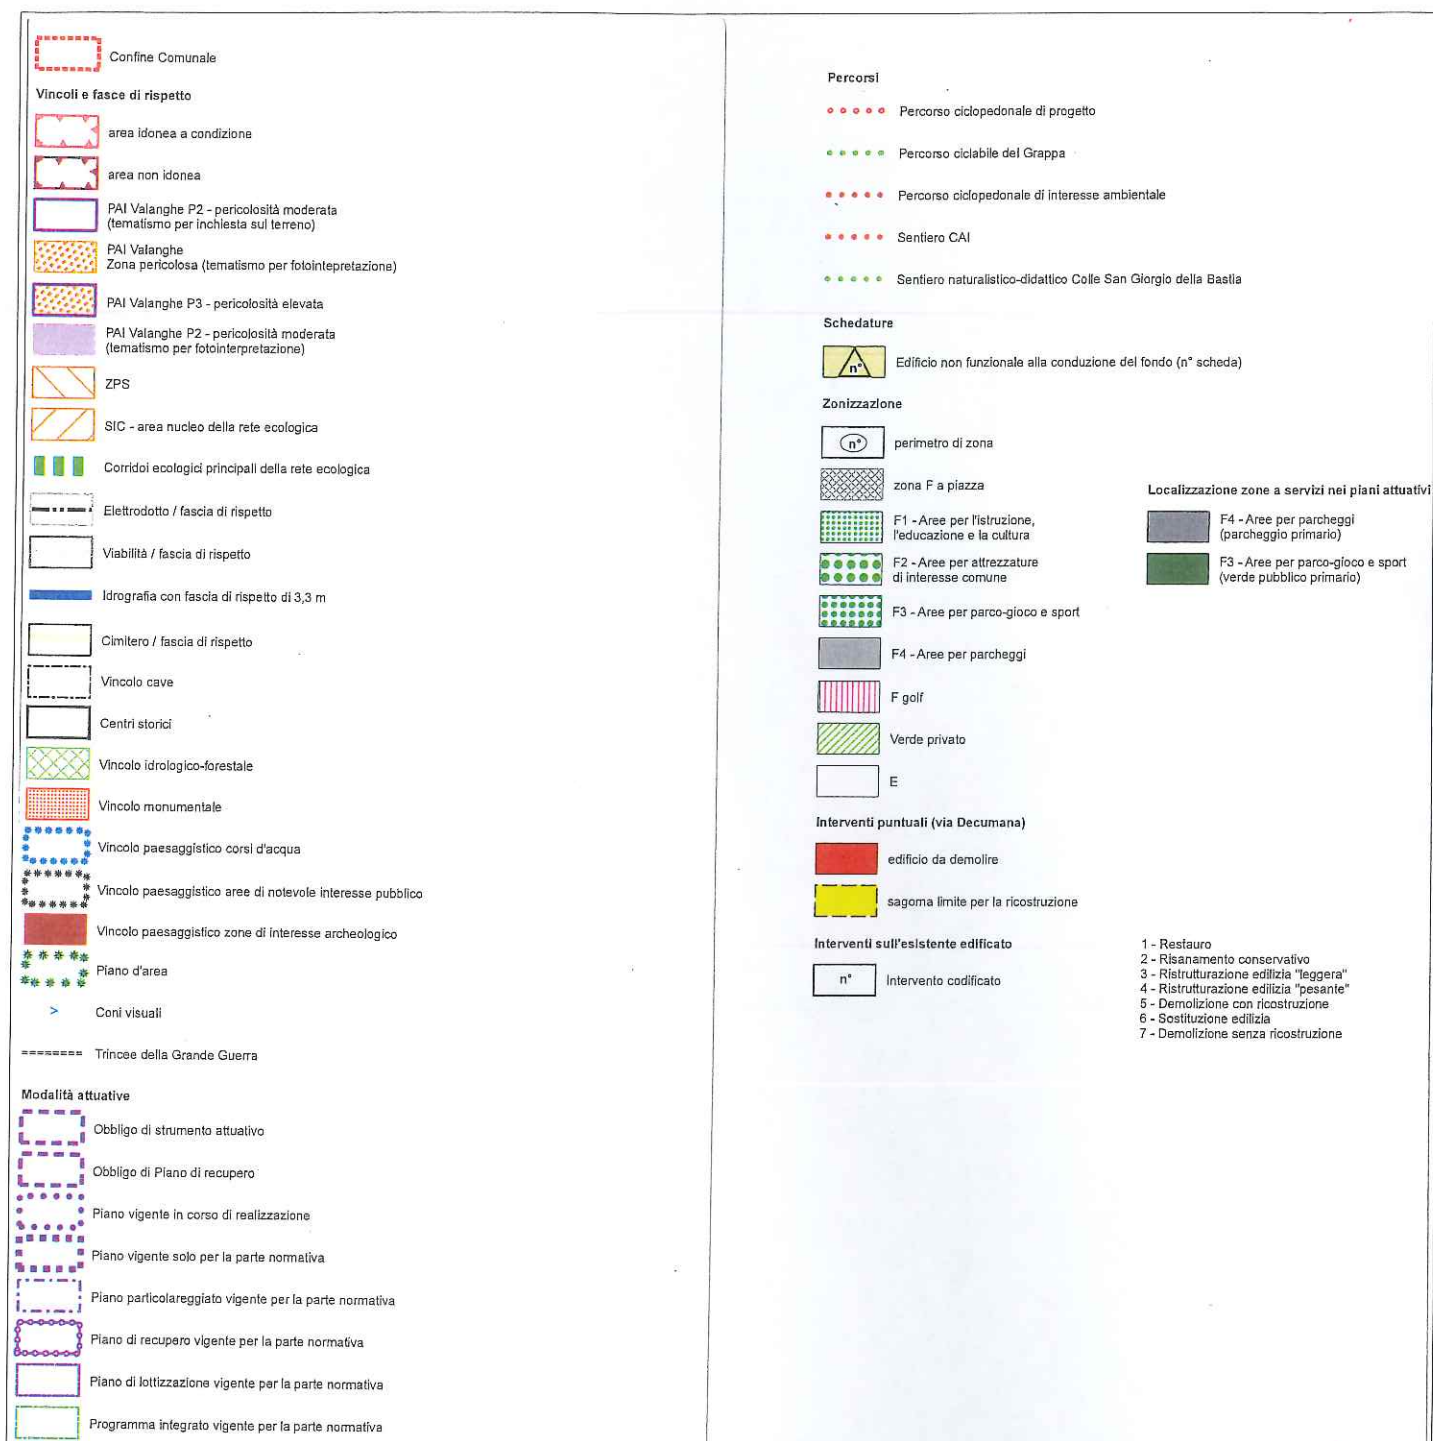 Confine Comunale
Vincoli e fasce di rispetto
area idonea a condizione
area non idonea
PAI Valanghe P2 - pericolosità moderata
(tematismo per inchiesta sul terreno)
PAI Valanghe
Zona pericolosa (tematismo per fotointepretazione)
PAI Valanghe P3 - pericolosità elevata
PAI Valanghe P2 - pericolosità moderata
(tematismo per fotointerpretazione)
ZPS
SIC - area nucleo della rete ecologica
Corridoi ecologici principali della rete ecologica
Elettrodotto / fascia di rispetto
Viabilità / fascia di rispetto
Idrografia con fascia di rispetto di 3,3 m
Cimitero / fascia di rispetto
Vincolo cave
Centri storici
Vincolo idrologico-forestale
Vincolo monumentale
Vincolo paesaggistico corsi d'acqua
Vincolo paesaggistico aree di notevole interesse pubblico
Vincolo paesaggistico zone di interesse archeologico
Piano d'area
Coni visuali
Trincee della Grande Guerra
Modalità attuative
Obbligo di strumento attuativo
Obbligo di Piano di recupero
Piano vigente in corso di realizzazione
Piano vigente solo per la parte normativa
Piano particolareggiato vigente per la parte normativa
Piano di recupero vigente per la parte normativa
Piano di lottizzazione vigente per la parte normativa
Programma integrato vigente per la parte normativa
Percorsi
Percorso ciclopedonale di progetto
Percorso ciclabile del Grappa
Percorso ciclopedonale di interesse ambientale
Sentiero CAI
Sentiero naturalistico-didattico Colle San Giorgio della Bastia
Schedature
n°
Edificio non funzionale alla conduzione del fondo (n° scheda)
Zonizzazione
n°
perimetro di zona
zona F a piazza
F1 - Aree per l'istruzione,
l'educazione e la cultura
F2 - Aree per attrezzature
di interesse comune
F3 - Aree per parco-gioco e sport
F4 - Aree per parcheggi
F golf
Verde privato
E
Localizzazione zone a servizi nei piani attuativi
F4 - Aree per parcheggi
(parcheggio primario)
F3 - Aree per parco-gioco e sport
(verde pubblico primario)
Interventi puntuali (via Decumana)
edificio da demolire
sagoma limite per la ricostruzione
Interventi sull'esistente edificato
n°
Intervento codificato
1 - Restauro
2 - Risanamento conservativo
3 - Ristrutturazione edilizia "leggera"
4 - Ristrutturazione edilizia "pesante"
5 - Demolizione con ricostruzione
6 - Sostituzione edilizia
7 - Demolizione senza ricostruzione